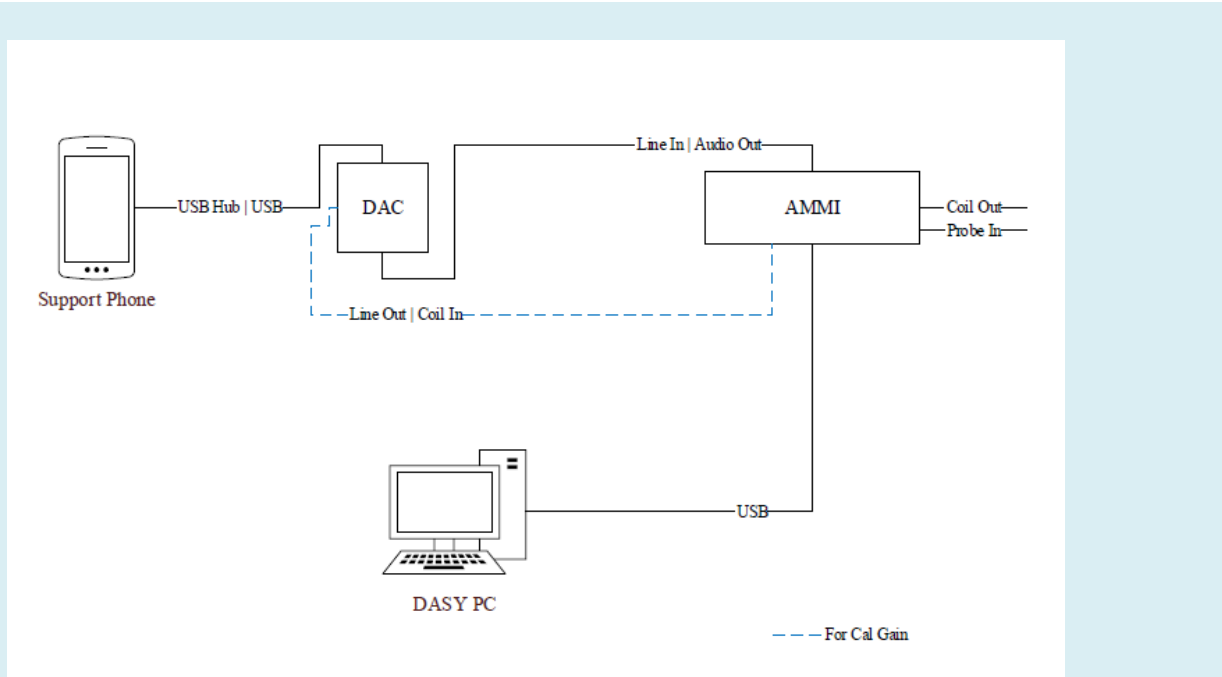 Line In | Audio Out
USB Hub | USB
DAC
AMMI
Coil Out
Probe In
Support Phone
Line Out | Coil In
USB
DASY PC
For Cal Gain